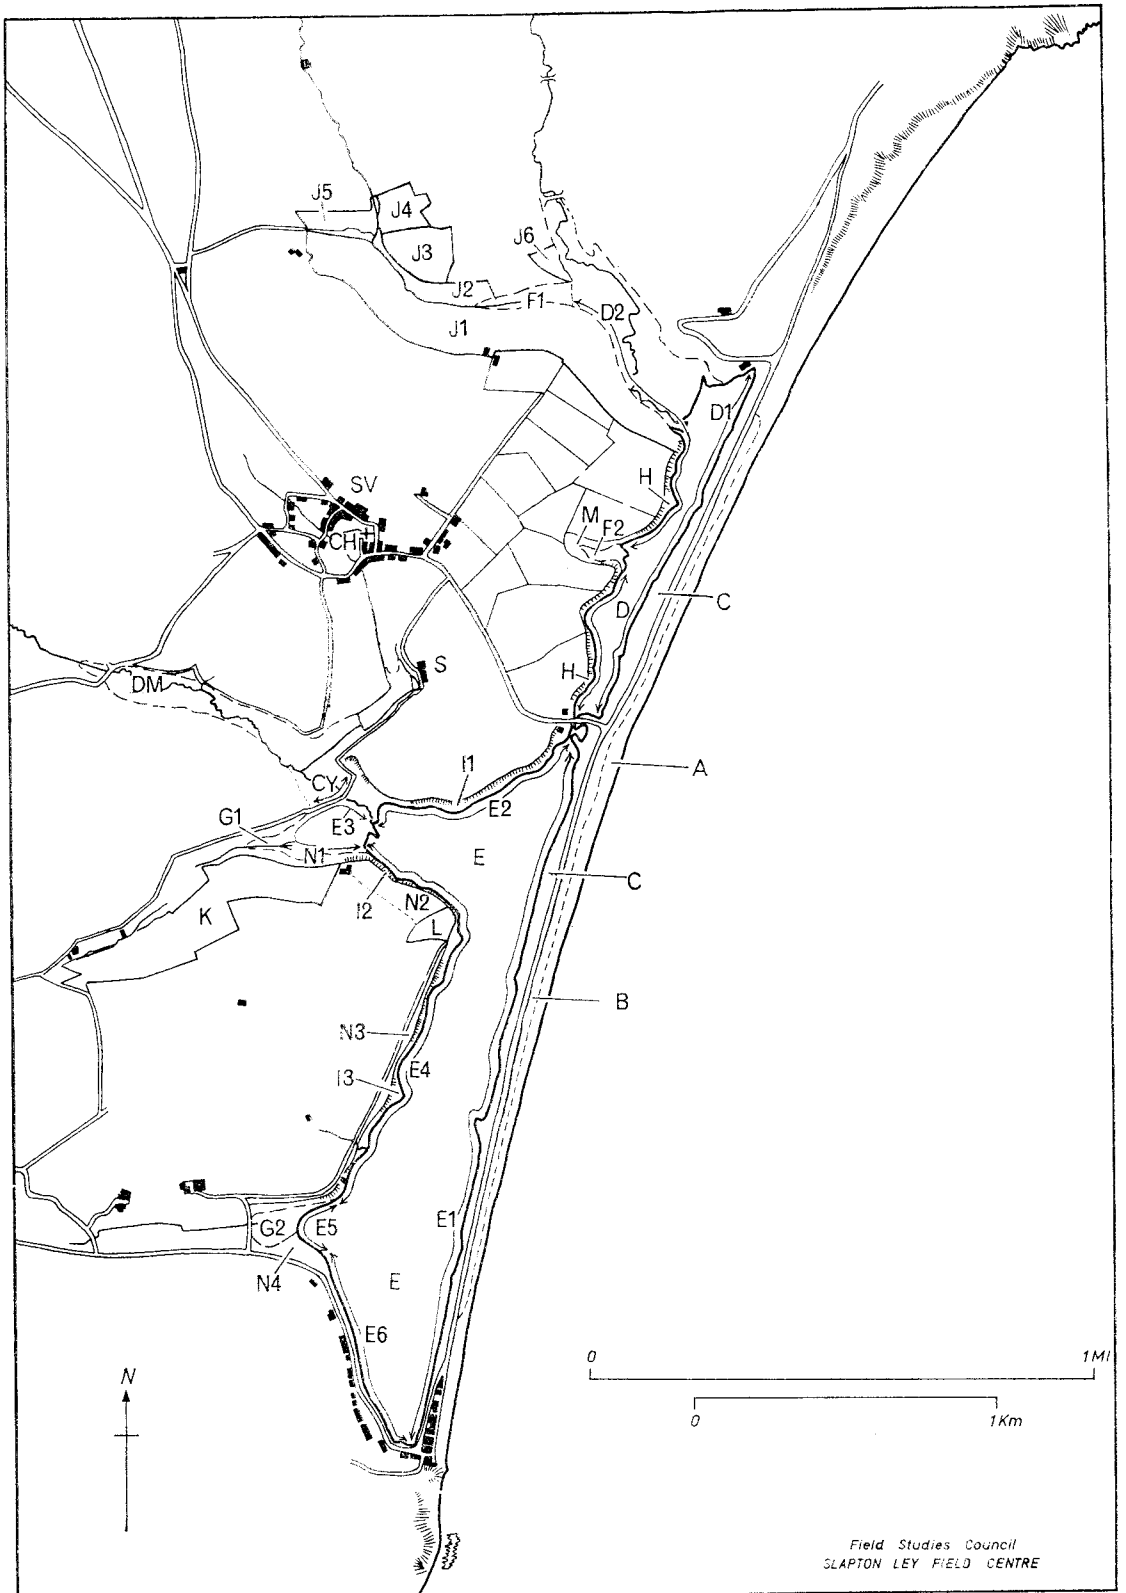 J5
J4
J3
J6
J2
F1
D2
J1
D1
H
SV
M
F2
CH
C
D
S
H
DM
A
I1
CY
E2
G1
E3
N1
E
C
I2
N2
K
L
B
N3
E4
I3
E1
G2
E5
N4
E
E6
0 1MI
N
0 1Km
Field Studies Council
SLAPTON LEY FIELD CENTRE